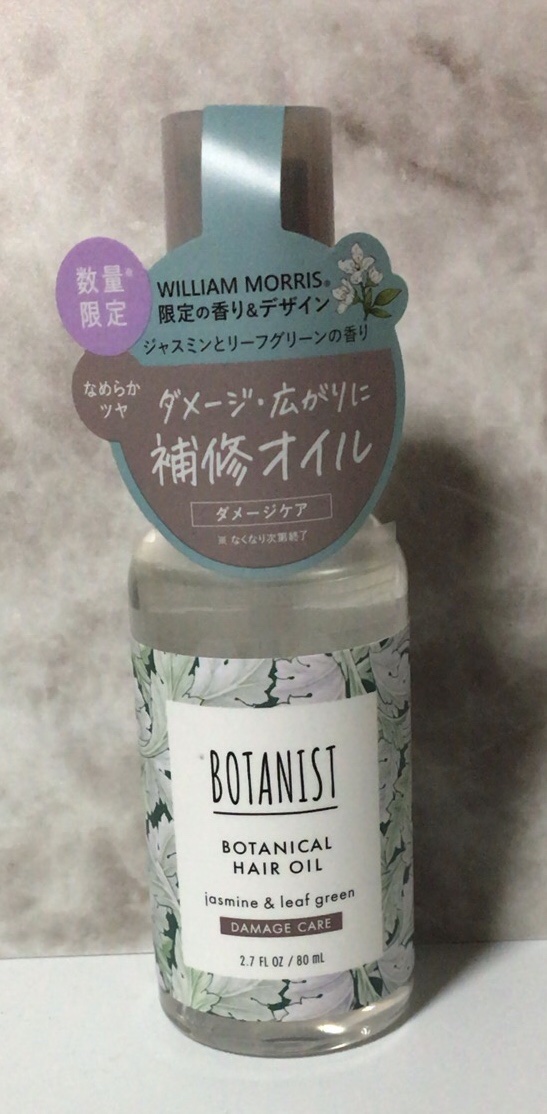 数量※
限定
WILLIAM MORRIS®
限定の香り&デザイン
ジャスミンとリーフグリーンの香り
なめらか
ツヤ
ダメージ・広がりに
補修オイル
ダメージケア
※ なくなり次第終了
BOTANIST
BOTANICAL
HAIR OIL
jasmine & leaf green
DAMAGE CARE
2.7 FL OZ / 80 mL